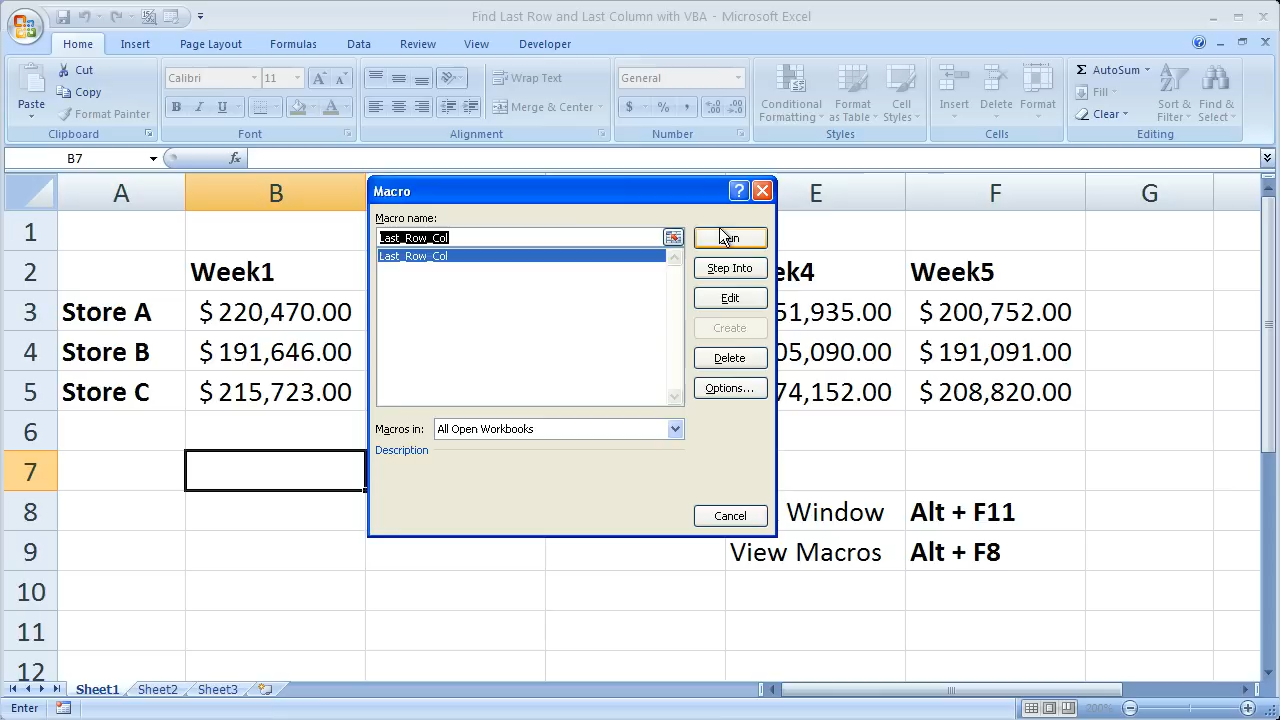 Find Last Row and Last Column with VBA - Microsoft Excel
Home Insert Page Layout Formulas Data Review View Developer
Cut
Copy
Format Painter
Paste
Clipboard
Calibri 11
B I U
Font
Wrap Text
Merge & Center
Alignment
General
$ % ,
Number
Conditional Formatting
Format as Table
Cell Styles
Styles
Insert Delete Format
Cells
Σ AutoSum
Fill
Clear
Sort & Filter
Find & Select
Editing
B7 fx
A B E F G
1
2 Week1 ek4 Week5
3 Store A $ 220,470.00 51,935.00 $ 200,752.00
4 Store B $ 191,646.00 05,090.00 $ 191,091.00
5 Store C $ 215,723.00 74,152.00 $ 208,820.00
6
7
8 Window Alt + F11
9 View Macros Alt + F8
10
11
12
Macro
Macro name:
Last_Row_Col
Last_Row_Col
Step Into
Edit
Create
Delete
Options...
Macros in: All Open Workbooks
Description
Cancel
Sheet1 Sheet2 Sheet3
Enter 200%